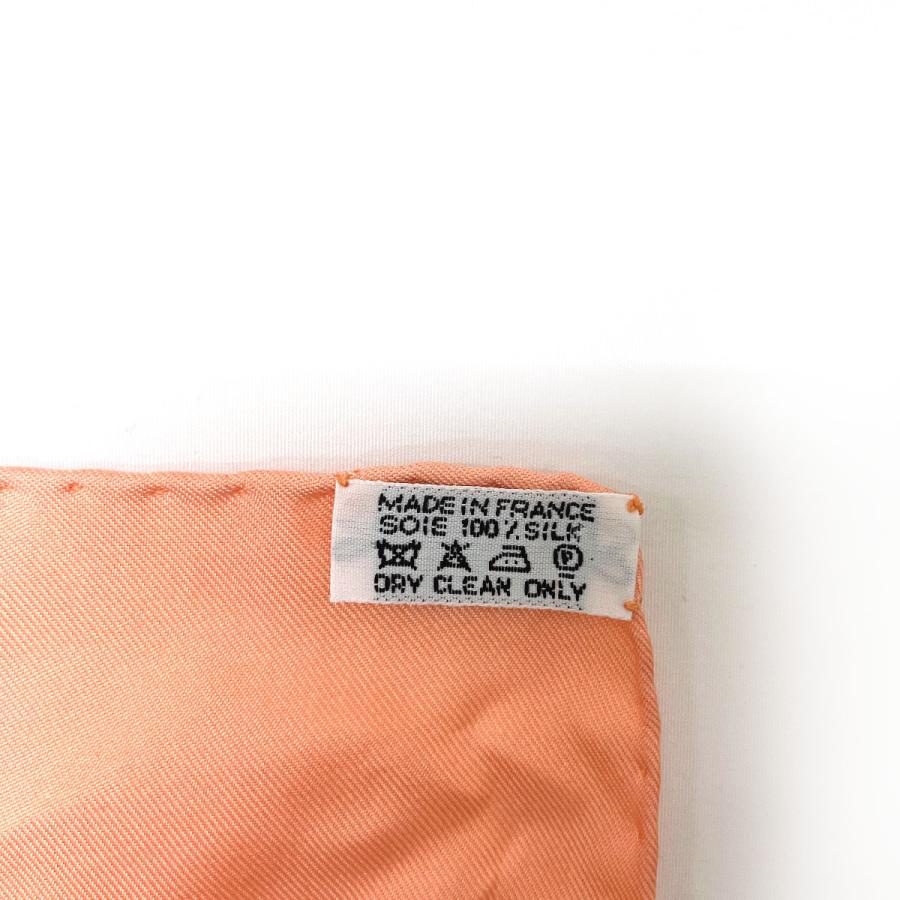 MADE IN FRANCE
SOIE 100% SILK
P
DRY CLEAN ONLY